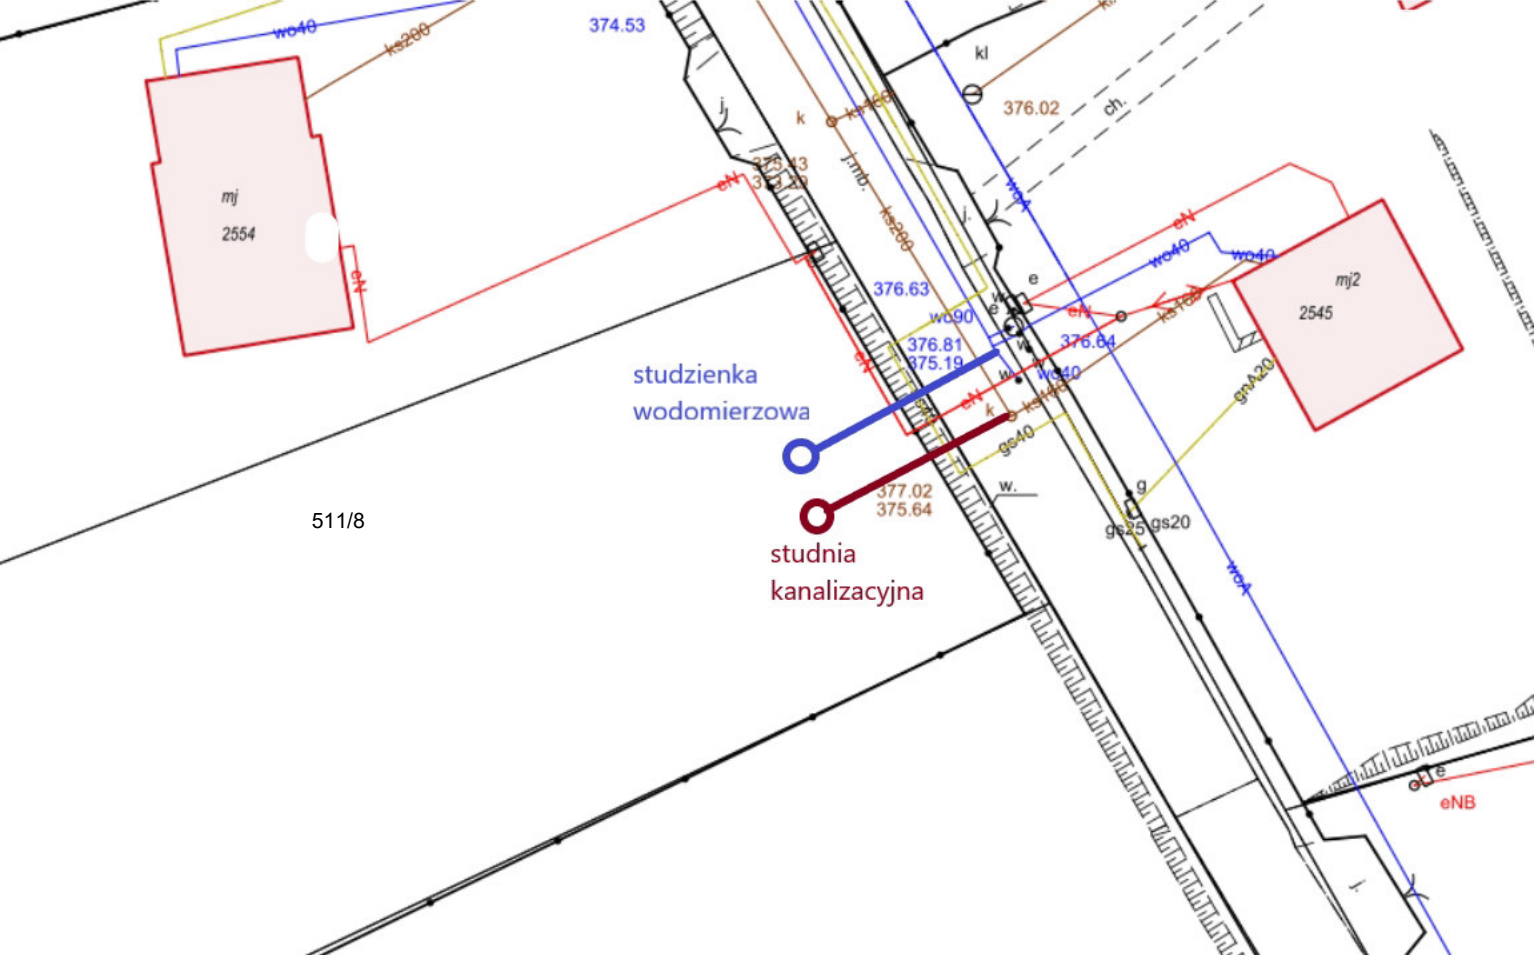 wo40
ks200
374.53
kl
376.02
ch.
k
ks160
j.
375.43
j.mb.
mj
2554
eN
eN
ks200
j.
woA
eN
wo40
wo40
mj2
2545
e
w
e
eN
ks160
376.63
wo90
376.81
375.19
376.64
w
w
w
wo40
eN
eN
k
ks160
gs40
gnA20
studzienka
wodomierzowa
377.02
375.64
w.
g
gs25
gs20
511/8
studnia
kanalizacyjna
woA
e
eNB
j.